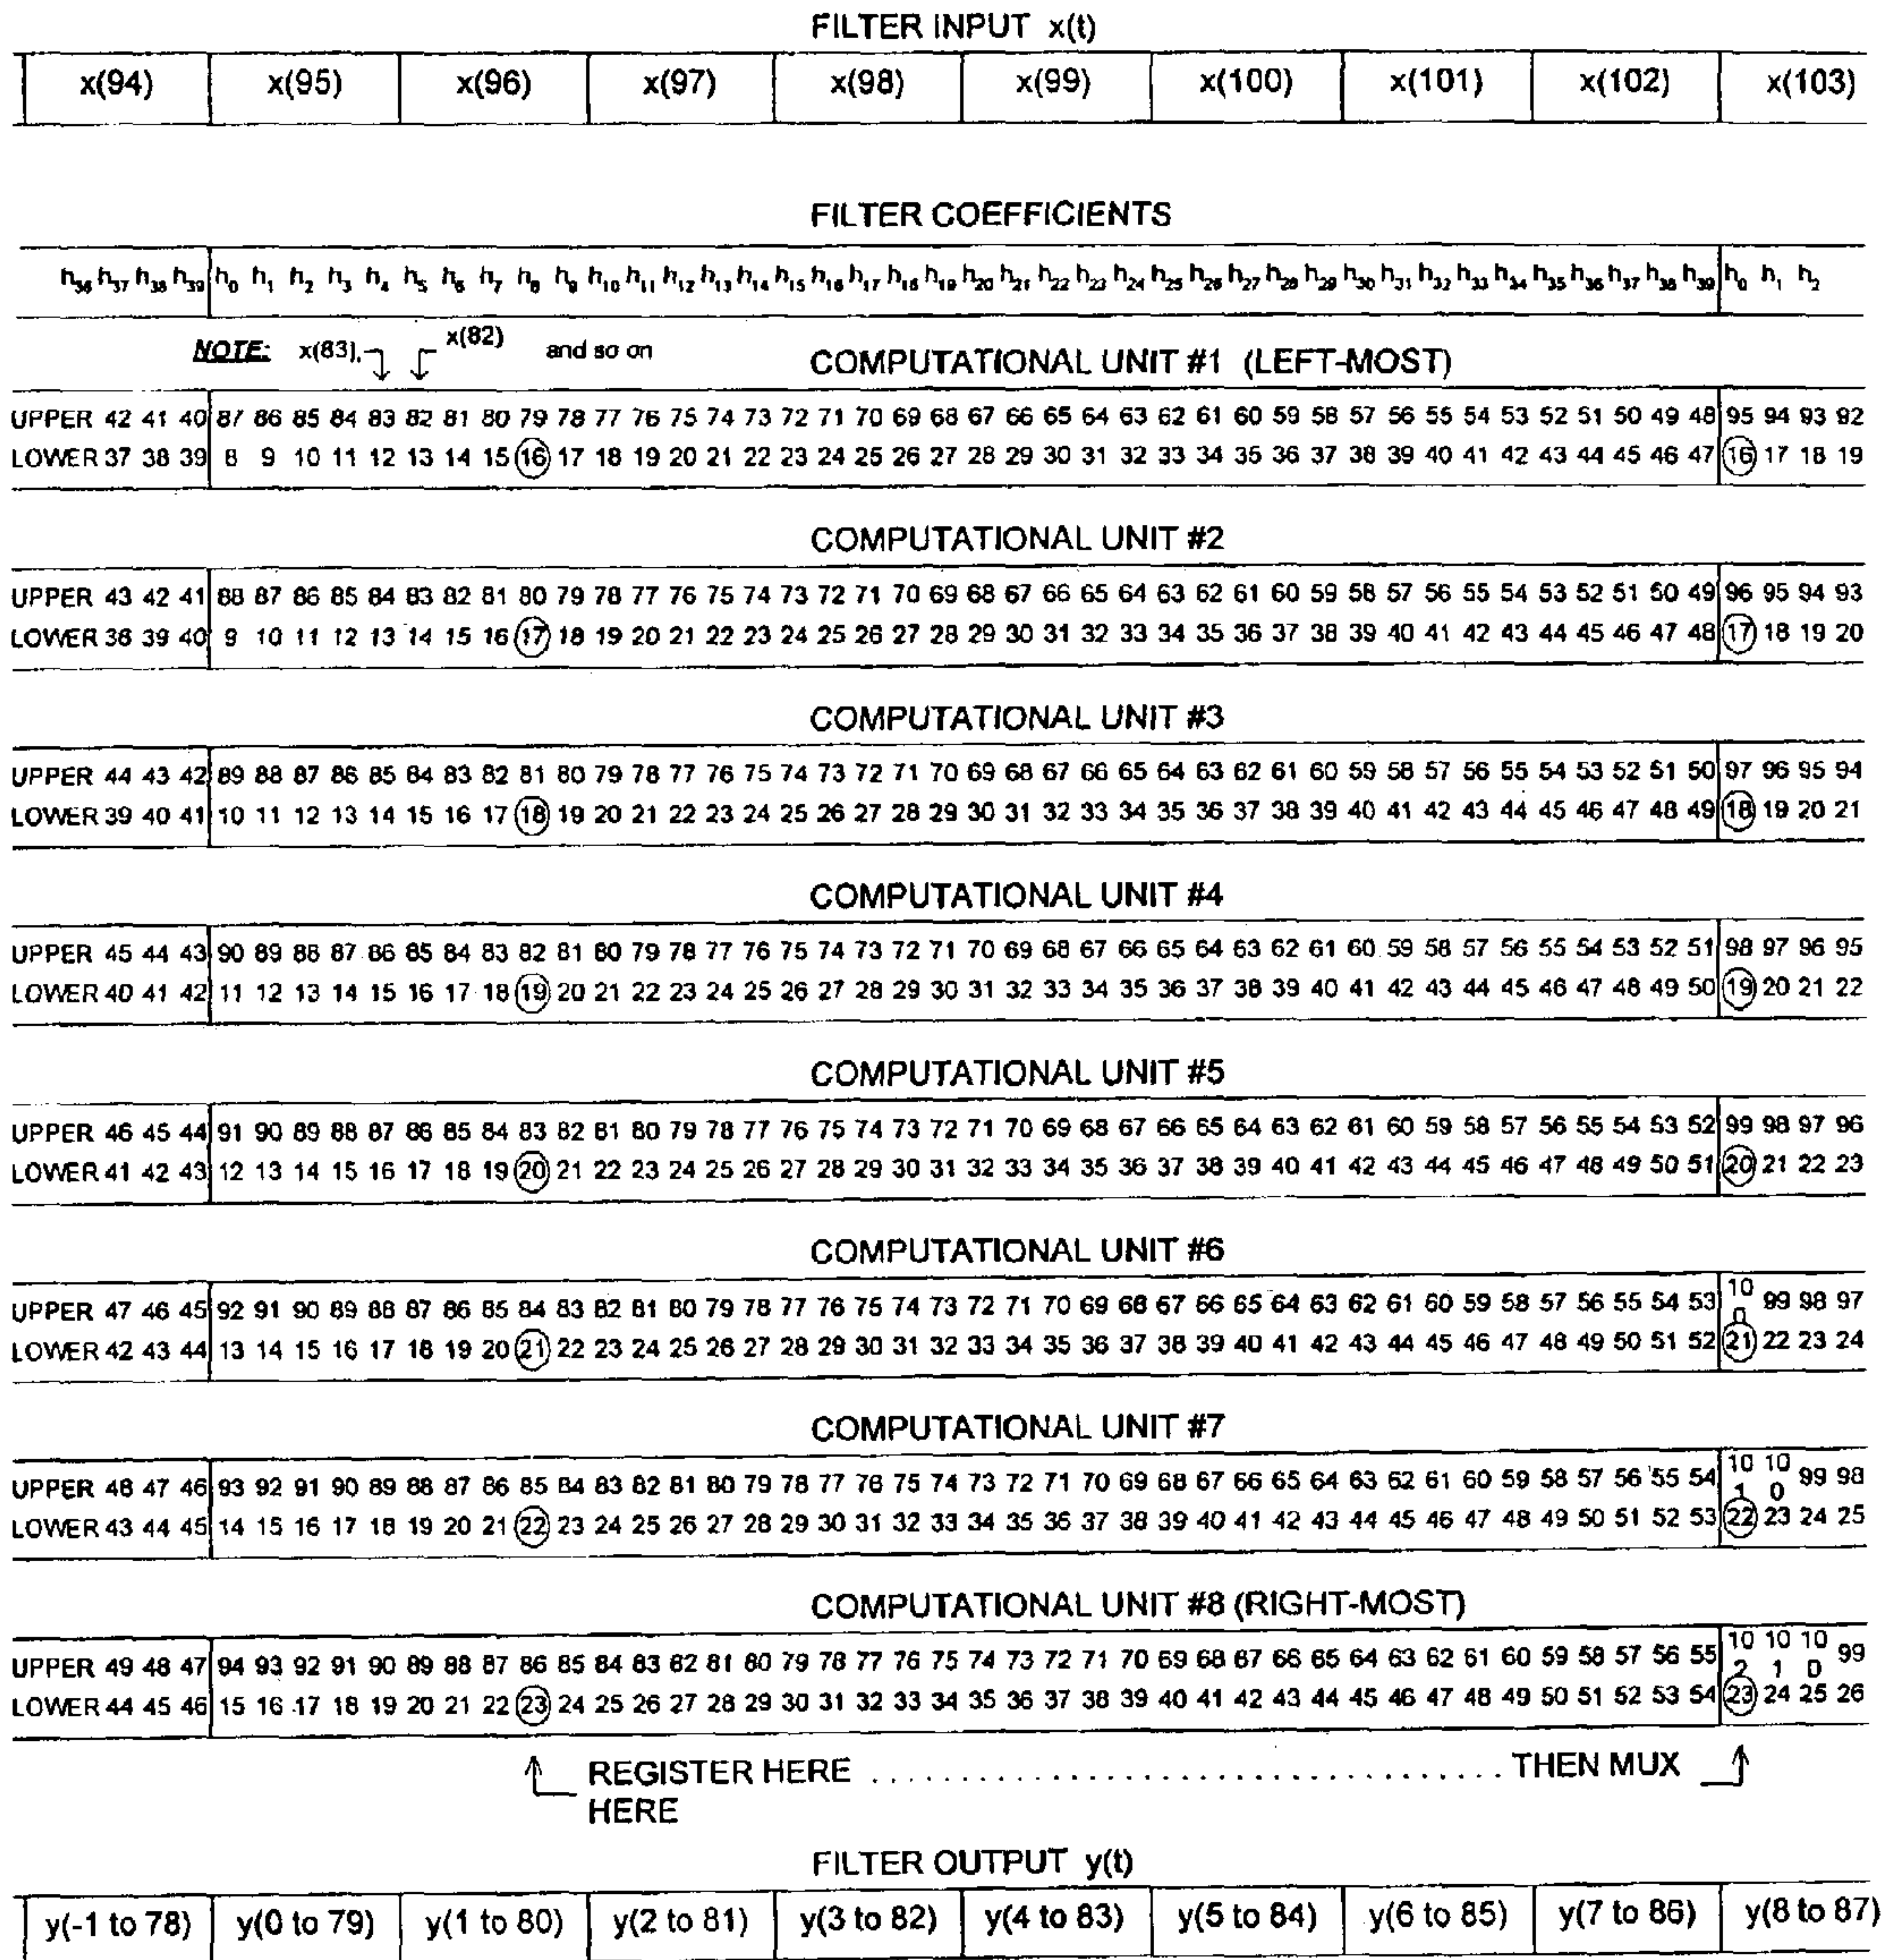 FILTER INPUT x(t)
x(94) x(95) x(96) x(97) x(98) x(99) x(100) x(101) x(102) x(103)
FILTER COEFFICIENTS
h36 h37 h38 h39 h0 h1 h2 h3 h4 h5 h6 h7 h8 h9 h10 h11 h12 h13 h14 h15 h16 h17 h18 h19 h20 h21 h22 h23 h24 h25 h26 h27 h28 h29 h30 h31 h32 h33 h34 h35 h36 h37 h38 h39 h0 h1 h2
NOTE: x(83), x(82) and so on
COMPUTATIONAL UNIT #1 (LEFT-MOST)
UPPER 42 41 40 87 86 85 84 83 82 81 80 79 78 77 76 75 74 73 72 71 70 69 68 67 66 65 64 63 62 61 60 59 58 57 56 55 54 53 52 51 50 49 48 95 94 93 92
LOWER 37 38 39 8 9 10 11 12 13 14 15 16 17 18 19 20 21 22 23 24 25 26 27 28 29 30 31 32 33 34 35 36 37 38 39 40 41 42 43 44 45 46 47 16 17 18 19
COMPUTATIONAL UNIT #2
UPPER 43 42 41 88 87 86 85 84 83 82 81 80 79 78 77 76 75 74 73 72 71 70 69 68 67 66 65 64 63 62 61 60 59 58 57 56 55 54 53 52 51 50 49 96 95 94 93
LOWER 38 39 40 9 10 11 12 13 14 15 16 17 18 19 20 21 22 23 24 25 26 27 28 29 30 31 32 33 34 35 36 37 38 39 40 41 42 43 44 45 46 47 48 17 18 19 20
COMPUTATIONAL UNIT #3
UPPER 44 43 42 89 88 87 86 85 84 83 82 81 80 79 78 77 76 75 74 73 72 71 70 69 68 67 66 65 64 63 62 61 60 59 58 57 56 55 54 53 52 51 50 97 96 95 94
LOWER 39 40 41 10 11 12 13 14 15 16 17 18 19 20 21 22 23 24 25 26 27 28 29 30 31 32 33 34 35 36 37 38 39 40 41 42 43 44 45 46 47 48 49 18 19 20 21
COMPUTATIONAL UNIT #4
UPPER 45 44 43 90 89 88 87 86 85 84 83 82 81 80 79 78 77 76 75 74 73 72 71 70 69 68 67 66 65 64 63 62 61 60 59 58 57 56 55 54 53 52 51 98 97 96 95
LOWER 40 41 42 11 12 13 14 15 16 17 18 19 20 21 22 23 24 25 26 27 28 29 30 31 32 33 34 35 36 37 38 39 40 41 42 43 44 45 46 47 48 49 50 19 20 21 22
COMPUTATIONAL UNIT #5
UPPER 46 45 44 91 90 89 88 87 86 85 84 83 82 81 80 79 78 77 76 75 74 73 72 71 70 69 68 67 66 65 64 63 62 61 60 59 58 57 56 55 54 53 52 99 98 97 96
LOWER 41 42 43 12 13 14 15 16 17 18 19 20 21 22 23 24 25 26 27 28 29 30 31 32 33 34 35 36 37 38 39 40 41 42 43 44 45 46 47 48 49 50 51 20 21 22 23
COMPUTATIONAL UNIT #6
UPPER 47 46 45 92 91 90 89 88 87 86 85 84 83 82 81 80 79 78 77 76 75 74 73 72 71 70 69 68 67 66 65 64 63 62 61 60 59 58 57 56 55 54 53 100 99 98 97
LOWER 42 43 44 13 14 15 16 17 18 19 20 21 22 23 24 25 26 27 28 29 30 31 32 33 34 35 36 37 38 39 40 41 42 43 44 45 46 47 48 49 50 51 52 21 22 23 24
COMPUTATIONAL UNIT #7
UPPER 48 47 46 93 92 91 90 89 88 87 86 85 84 83 82 81 80 79 78 77 76 75 74 73 72 71 70 69 68 67 66 65 64 63 62 61 60 59 58 57 56 55 54 101 100 99 98
LOWER 43 44 45 14 15 16 17 18 19 20 21 22 23 24 25 26 27 28 29 30 31 32 33 34 35 36 37 38 39 40 41 42 43 44 45 46 47 48 49 50 51 52 53 22 23 24 25
COMPUTATIONAL UNIT #8 (RIGHT-MOST)
UPPER 49 48 47 94 93 92 91 90 89 88 87 86 85 84 83 82 81 80 79 78 77 76 75 74 73 72 71 70 69 68 67 66 65 64 63 62 61 60 59 58 57 56 55 102 101 100 99
LOWER 44 45 46 15 16 17 18 19 20 21 22 23 24 25 26 27 28 29 30 31 32 33 34 35 36 37 38 39 40 41 42 43 44 45 46 47 48 49 50 51 52 53 54 23 24 25 26
REGISTER HERE ................................... THEN MUX
HERE
FILTER OUTPUT y(t)
y(-1 to 78) y(0 to 79) y(1 to 80) y(2 to 81) y(3 to 82) y(4 to 83) y(5 to 84) y(6 to 85) y(7 to 86) y(8 to 87)